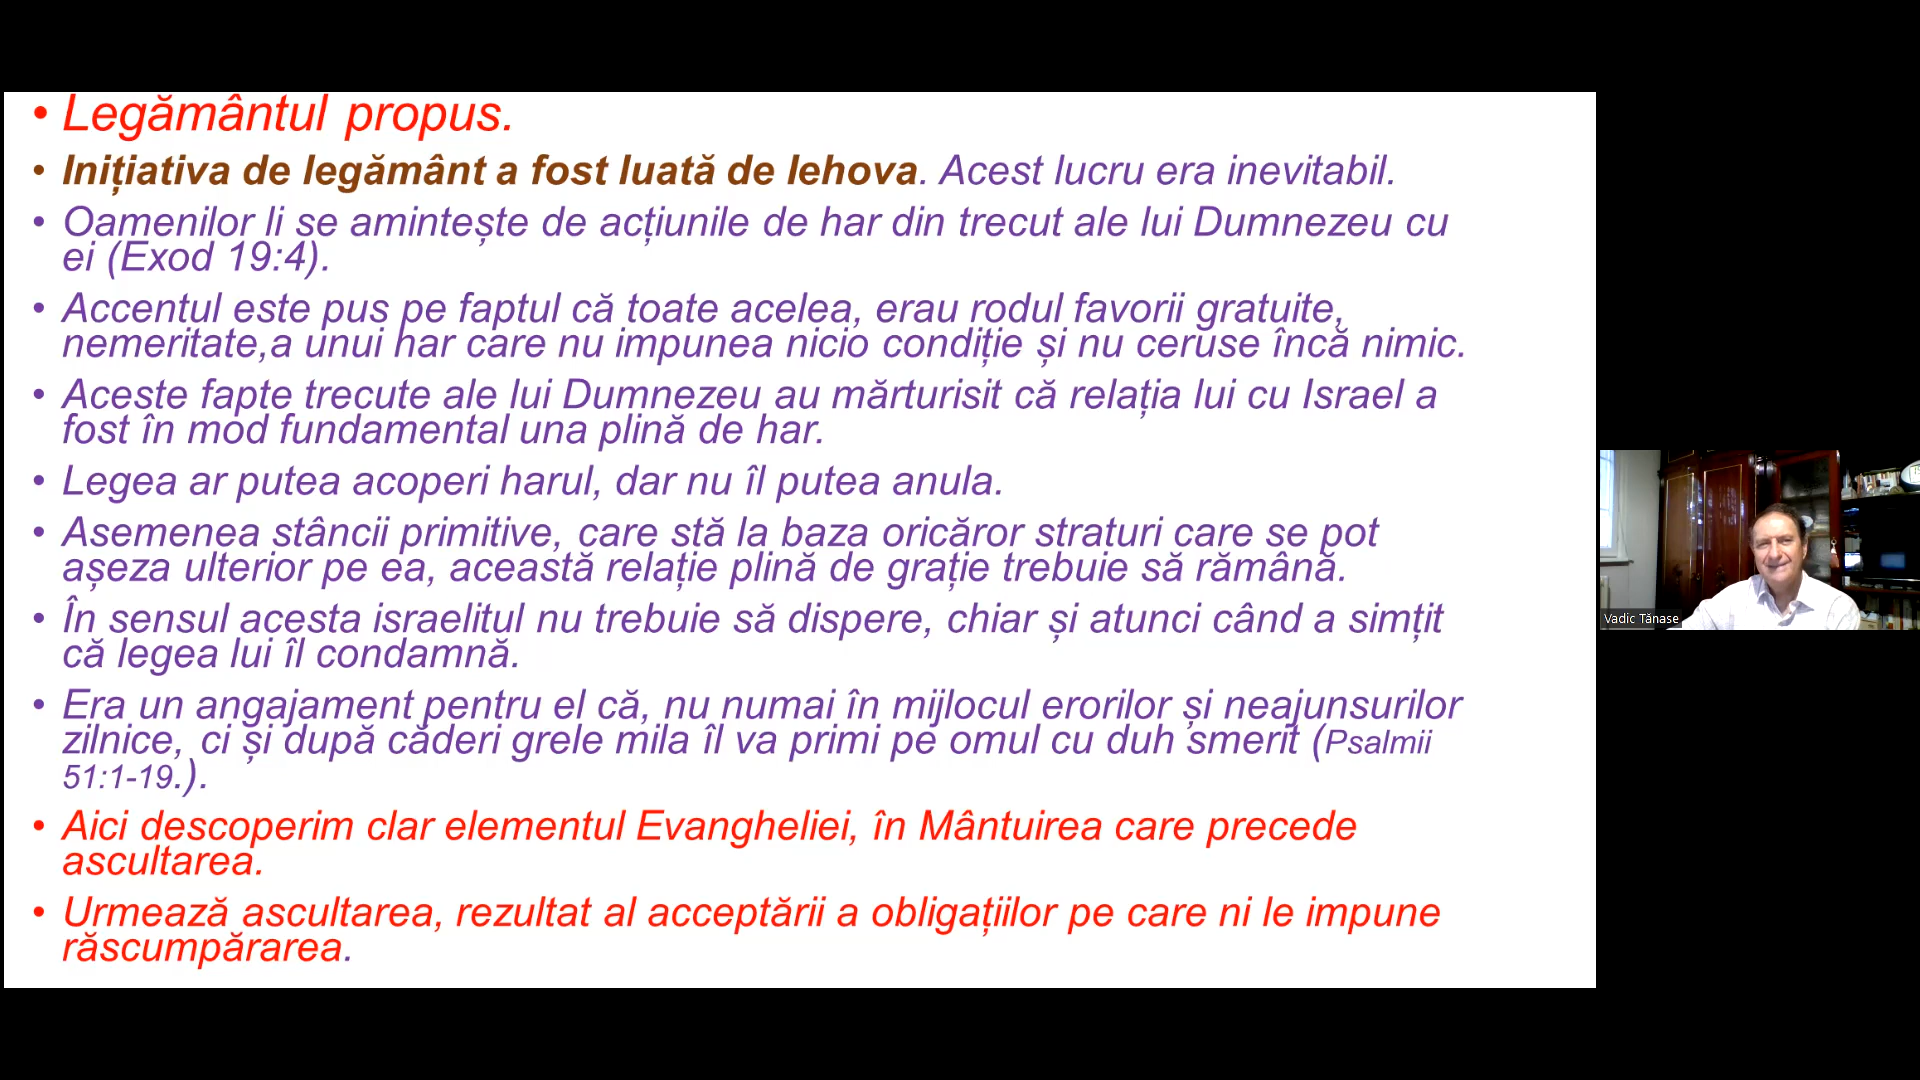 • Legământul propus.
• Inițiativa de legământ a fost luată de Iehova. Acest lucru era inevitabil.
• Oamenilor li se amintește de acțiunile de har din trecut ale lui Dumnezeu cu
ei (Exod 19:4).
• Accentul este pus pe faptul că toate acelea, erau rodul favorii gratuite,
nemeritate,a unui har care nu impunea nicio condiție și nu ceruse încă nimic.
• Aceste fapte trecute ale lui Dumnezeu au mărturisit că relația lui cu Israel a
fost în mod fundamental una plină de har.
• Legea ar putea acoperi harul, dar nu îl putea anula.
• Asemenea stâncii primitive, care stă la baza oricăror straturi care se pot
așeza ulterior pe ea, această relație plină de grație trebuie să rămână.
• În sensul acesta israelitul nu trebuie să dispere, chiar și atunci când a simțit
că legea lui îl condamnă.
• Era un angajament pentru el că, nu numai în mijlocul erorilor și neajunsurilor
zilnice, ci și după căderi grele mila îl va primi pe omul cu duh smerit (Psalmii
51:1-19.).
• Aici descoperim clar elementul Evangheliei, în Mântuirea care precede
ascultarea.
• Urmează ascultarea, rezultat al acceptării a obligațiilor pe care ni le impune
răscumpărarea.
Vadic Tănase